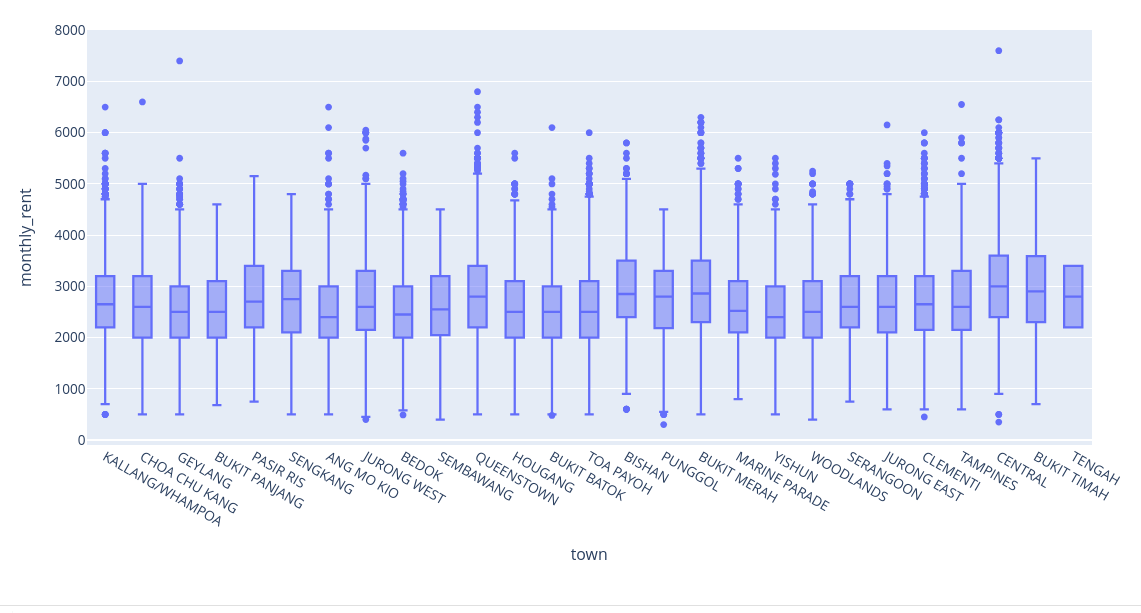 8000
7000
6000
5000
4000
3000
2000
1000
0
monthly_rent
KALLANG/WHAMPOA
CHOA CHU KANG
GEYLANG
BUKIT PANJANG
PASIR RIS
SENGKANG
ANG MO KIO
JURONG WEST
BEDOK
SEMBAWANG
QUEENSTOWN
HOUGANG
BUKIT BATOK
TOA PAYOH
BISHAN
PUNGGOL
BUKIT MERAH
MARINE PARADE
YISHUN
WOODLANDS
SERANGOON
JURONG EAST
CLEMENTI
TAMPINES
CENTRAL
BUKIT TIMAH
TENGAH
town